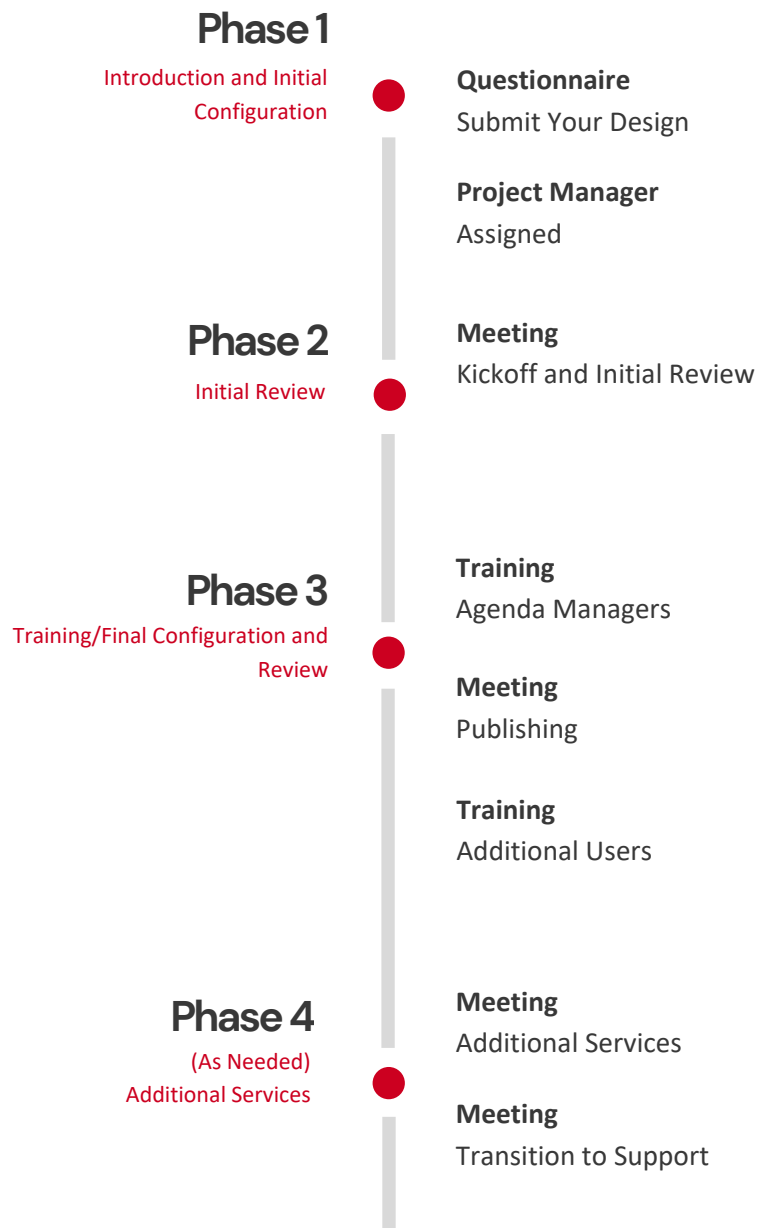 Phase 1
Introduction and Initial
Configuration
Questionnaire
Submit Your Design
Project Manager
Assigned
Phase 2
Initial Review
Meeting
Kickoff and Initial Review
Phase 3
Training/Final Configuration and
Review
Training
Agenda Managers
Meeting
Publishing
Training
Additional Users
Phase 4
(As Needed)
Additional Services
Meeting
Additional Services
Meeting
Transition to Support